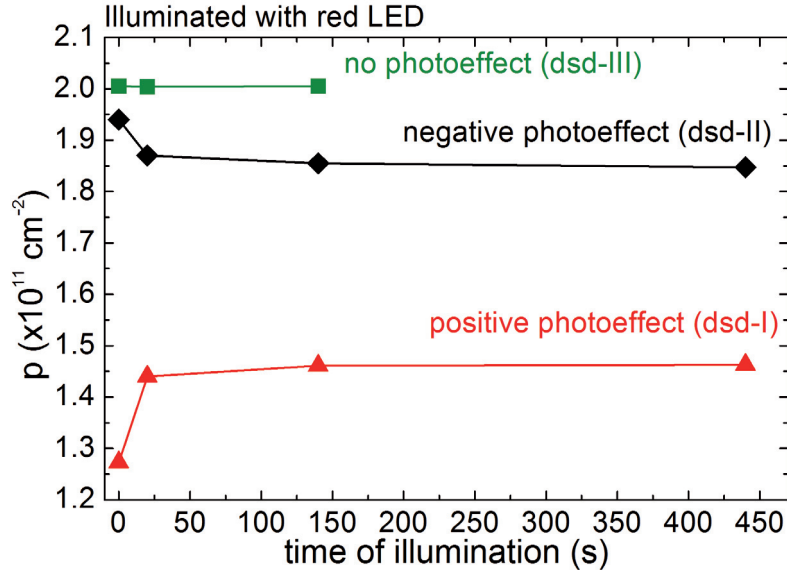 Illuminated with red LED
2.1
2.0
1.9
1.8
1.7
1.6
1.5
1.4
1.3
1.2
p (x10¹¹ cm⁻²)
no photoeffect (dsd-III)
negative photoeffect (dsd-II)
positive photoeffect (dsd-I)
0 50 100 150 200 250 300 350 400 450
time of illumination (s)